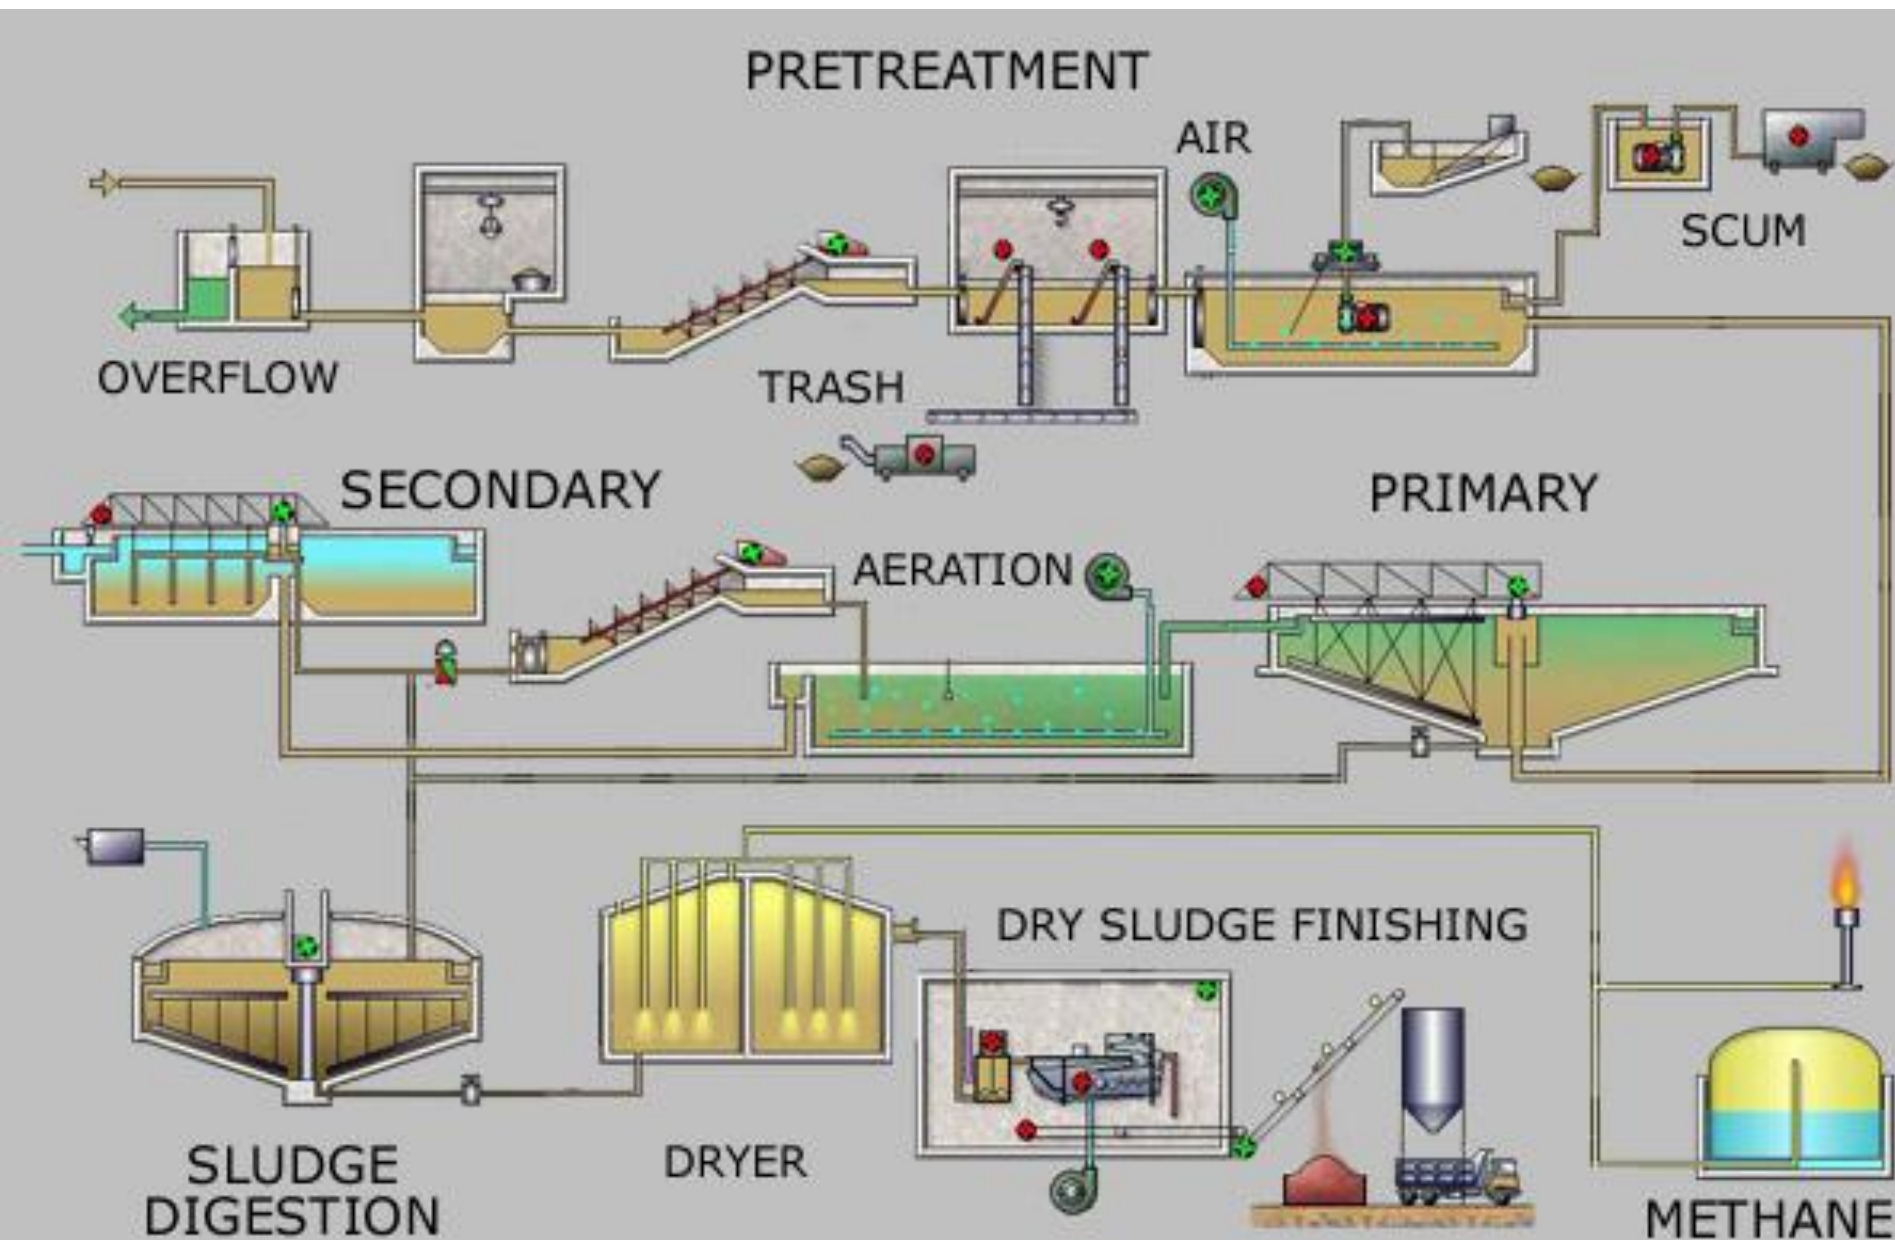 PRETREATMENT
AIR
SCUM
OVERFLOW
TRASH
SECONDARY
PRIMARY
AERATION
DRY SLUDGE FINISHING
SLUDGE
DIGESTION
DRYER
METHANE